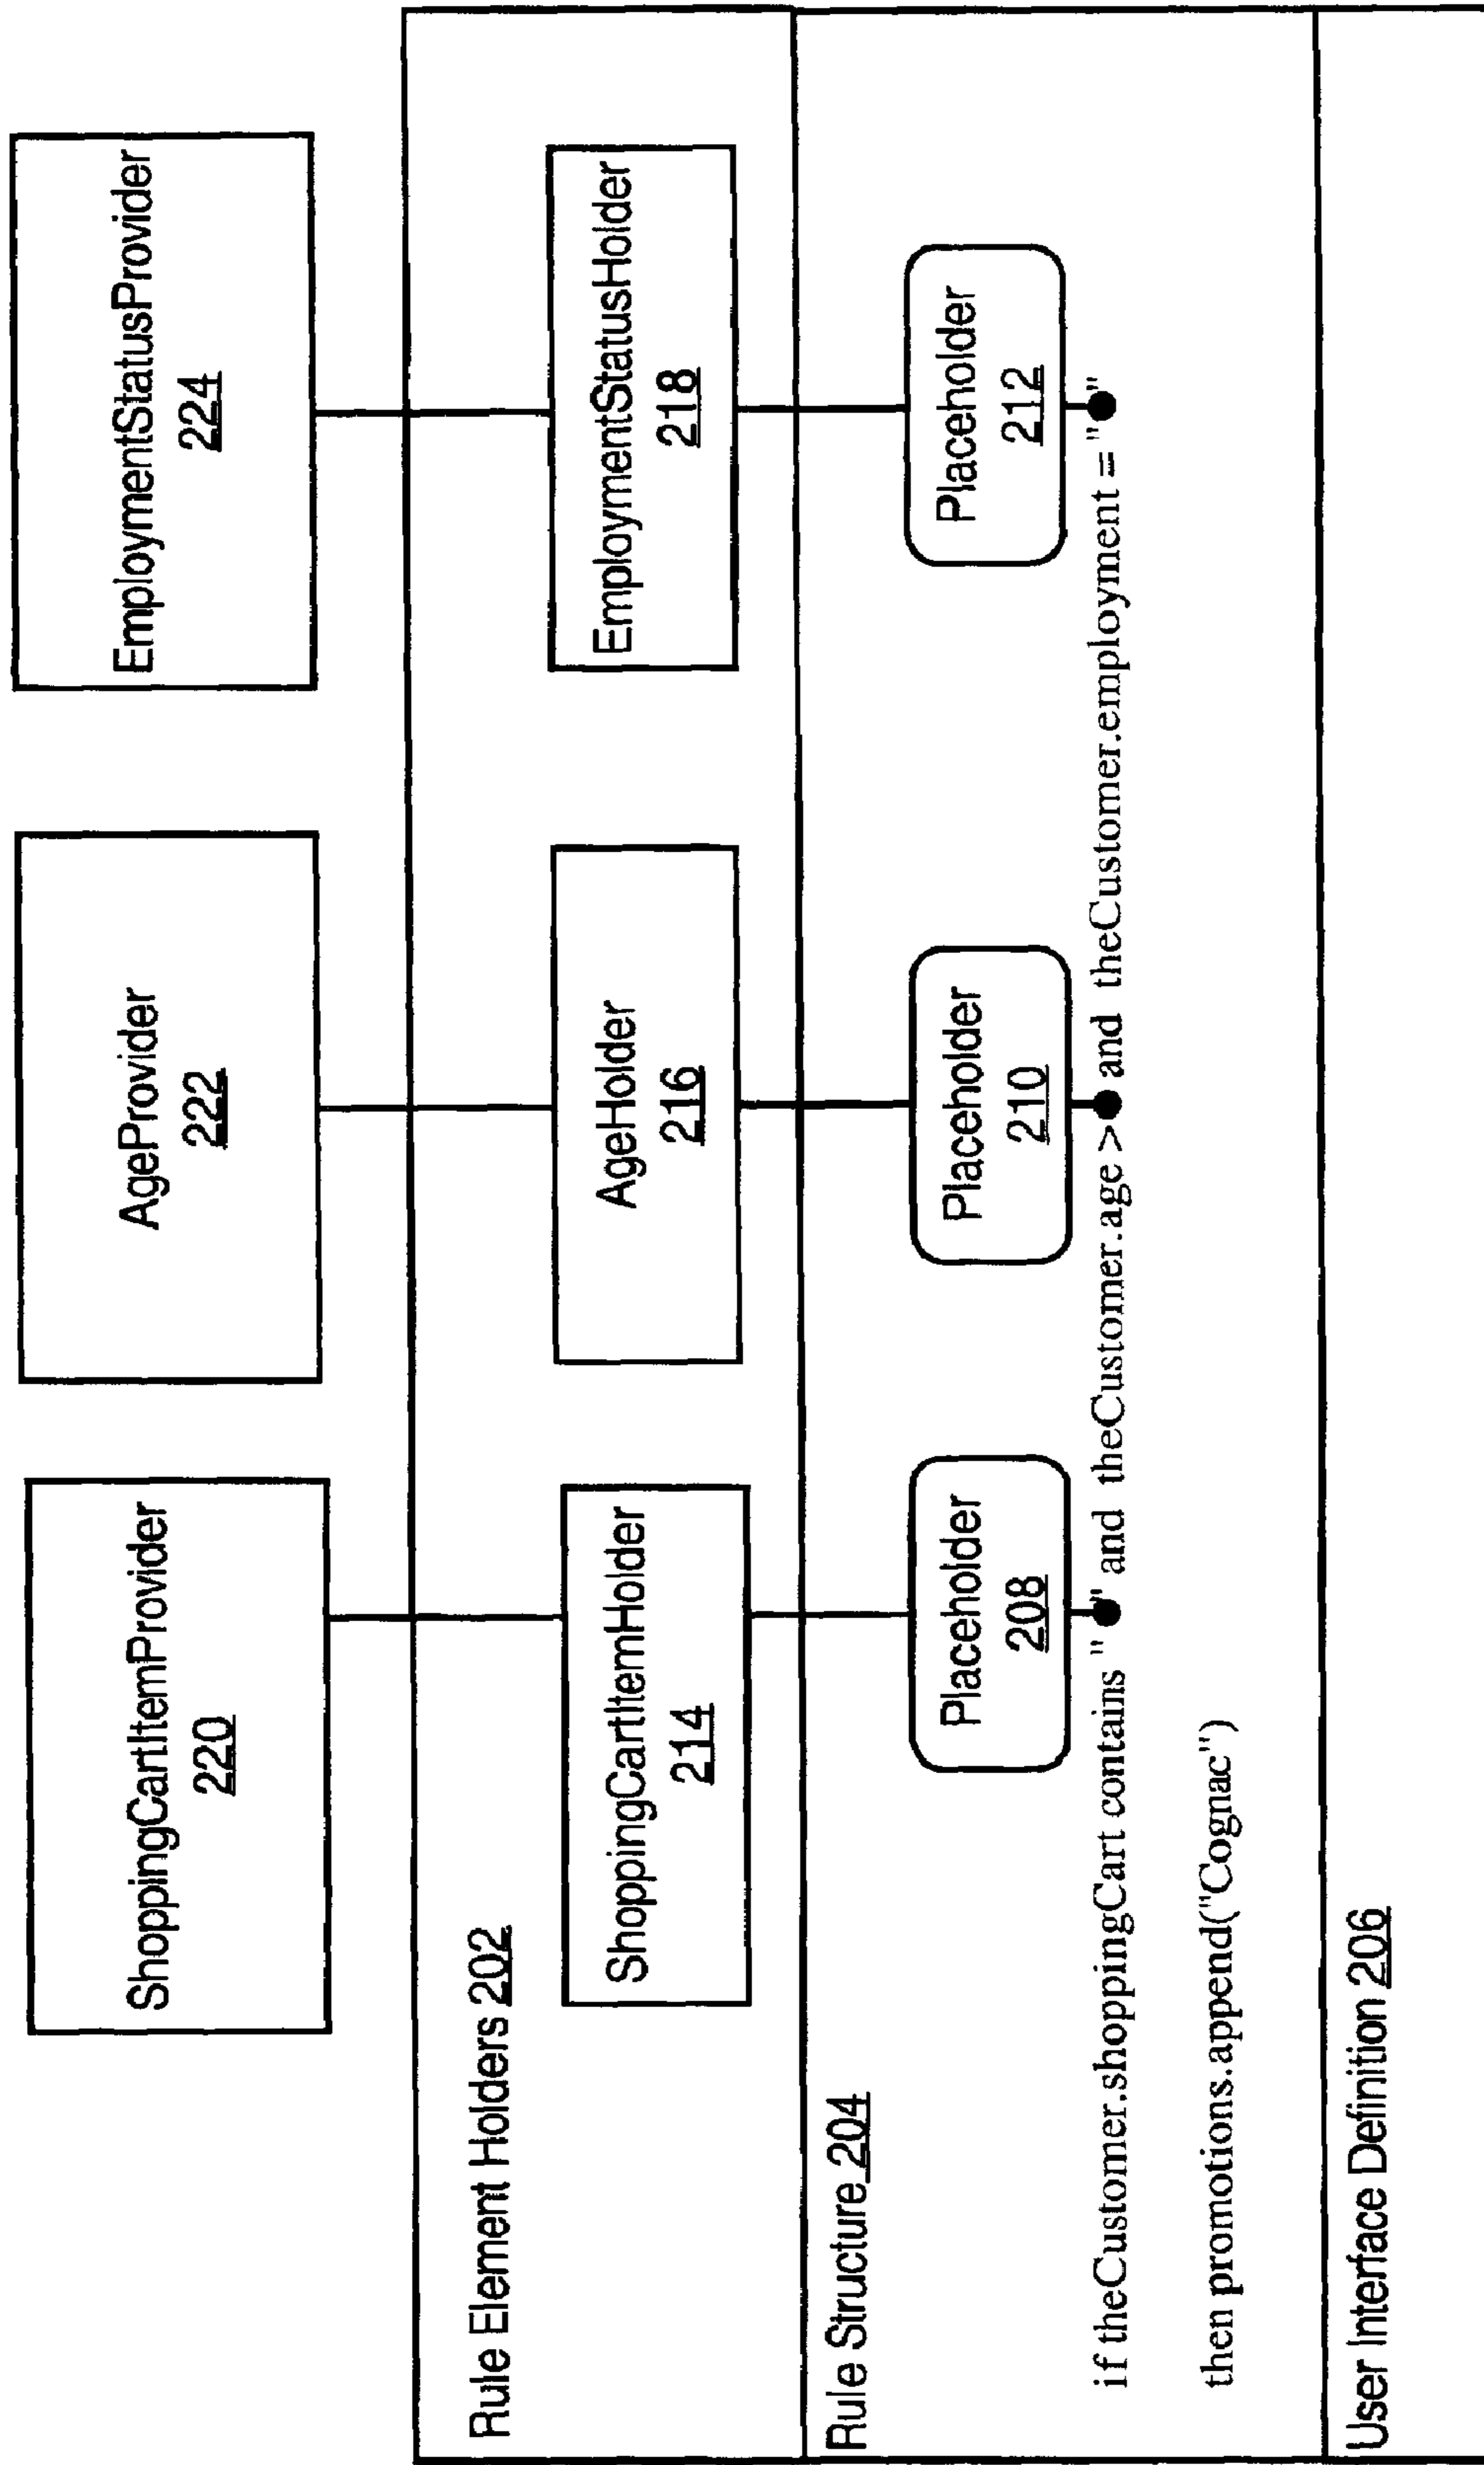 ShoppingCartItemProvider
220
AgeProvider
222
EmploymentStatusProvider
224
Rule Element Holders 202
ShoppingCartItemHolder
214
AgeHolder
216
EmploymentStatusHolder
218
Rule Structure 204
Placeholder
208
Placeholder
210
Placeholder
212
if theCustomer.shoppingCart contains " " and theCustomer.age > and theCustomer.employment = " "
then promotions.append("Cognac")
User Interface Definition 206